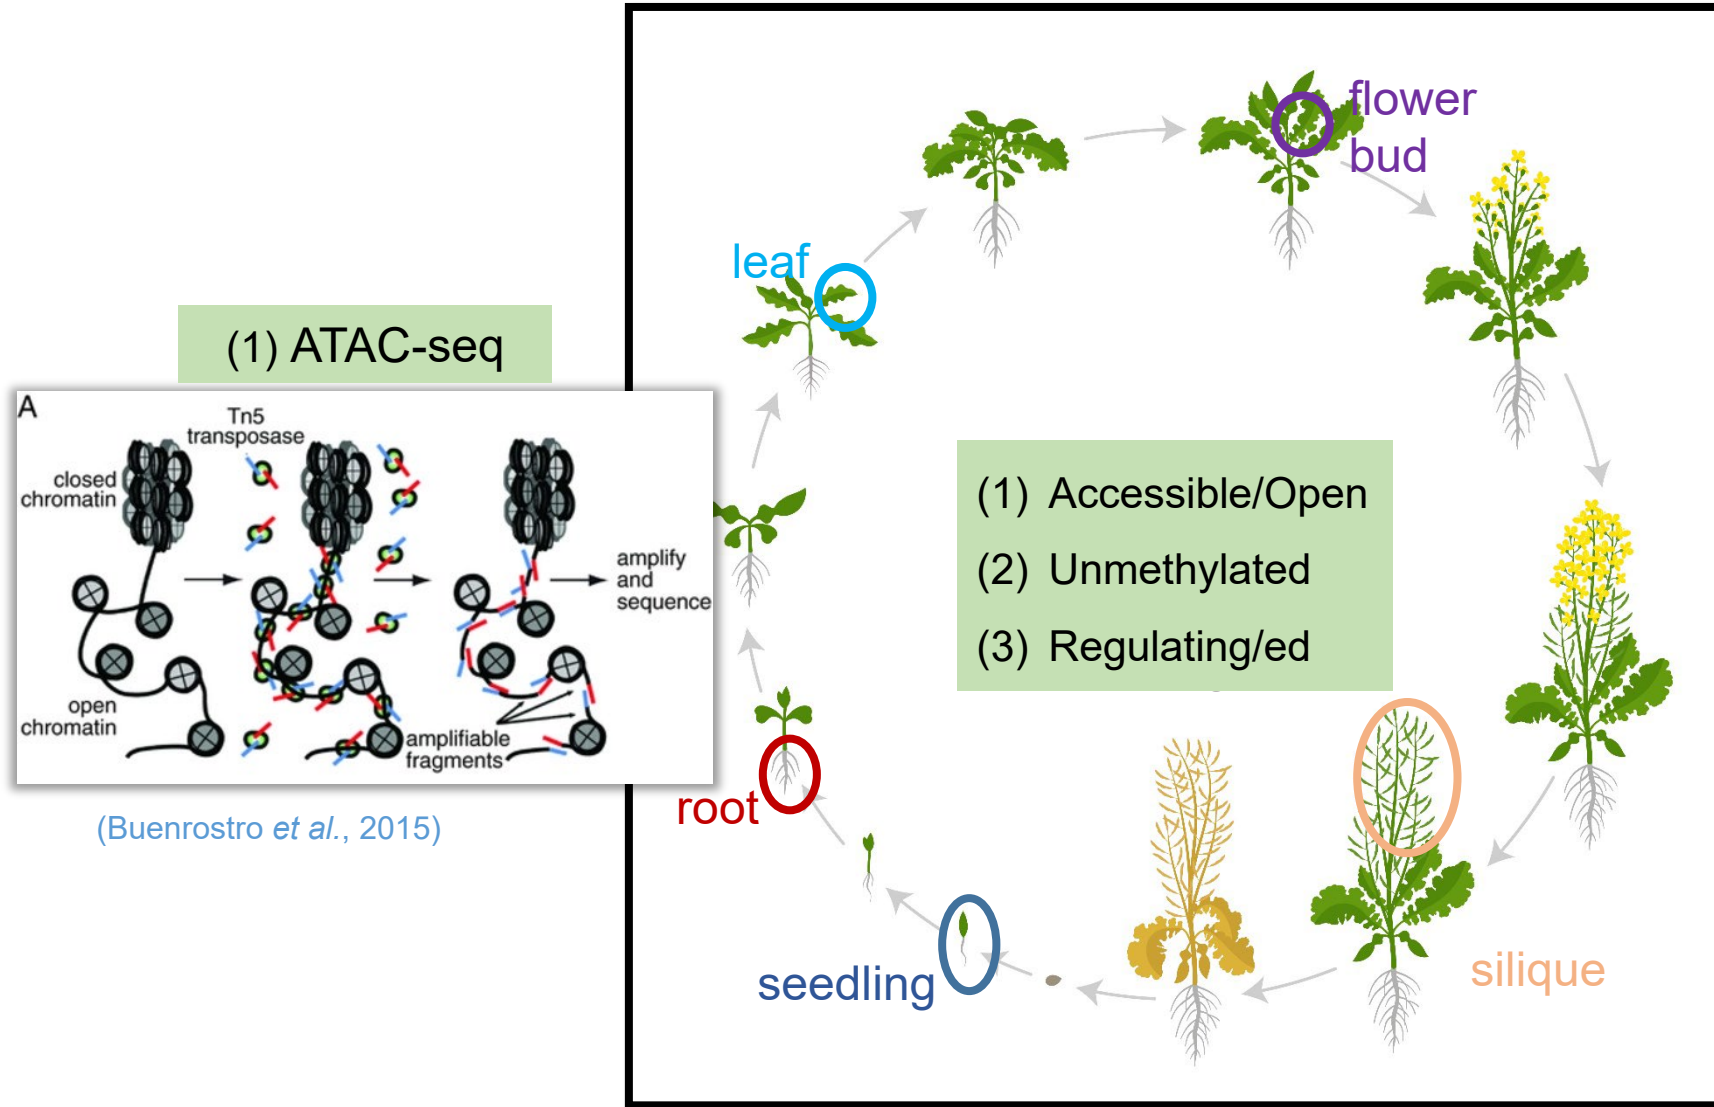 (1) ATAC-seq
A
Tn5
transposase
closed
chromatin
open
chromatin
amplifiable
fragments
amplify
and
sequence
(Buenrostro et al., 2015)
flower
bud
leaf
(1) Accessible/Open
(2) Unmethylated
(3) Regulating/ed
root
seedling
silique